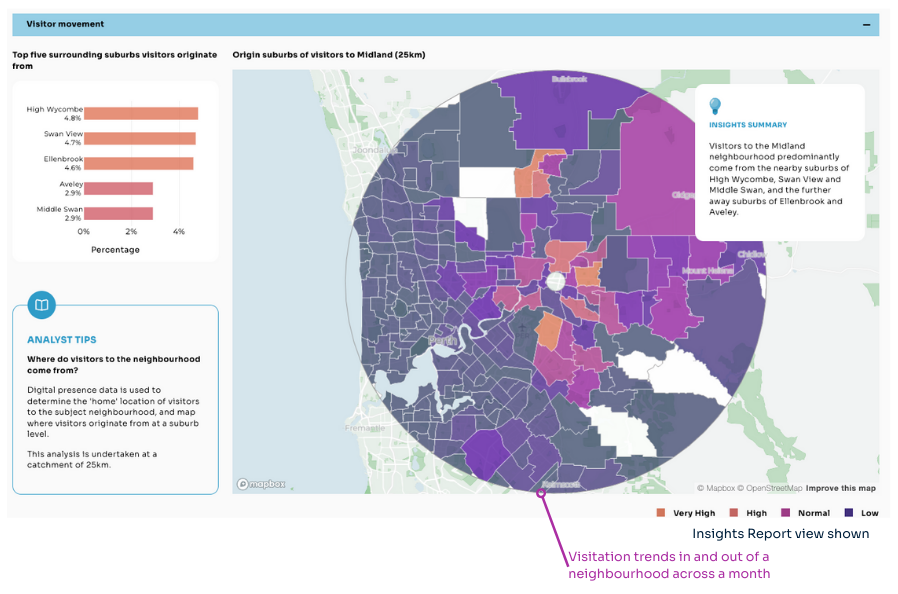 Visitor movement
Top five surrounding suburbs visitors originate
from
Origin suburbs of visitors to Midland (25km)
High Wycombe
4.8%
Swan View
4.7%
Ellenbrook
4.6%
Aveley
2.9%
Middle Swan
2.9%
0%
2%
4%
Percentage
ANALYST TIPS
Where do visitors to the neighbourhood
come from?
Digital presence data is used to
determine the 'home' location of visitors
to the subject neighbourhood, and map
where visitors originate from at a suburb
level.
This analysis is undertaken at a
catchment of 25km.
Bullsbrook
Perth
Fremantle
Mount Helena
mapbox
INSIGHTS SUMMARY
Visitors to the Midland
neighbourhood predominantly
come from the nearby suburbs of
High Wycombe, Swan View and
Middle Swan, and the further
away suburbs of Ellenbrook and
Aveley.
© Mapbox © OpenStreetMap Improve this map
Very High
High
Normal
Low
Insights Report view shown
Visitation trends in and out of a
neighbourhood across a month